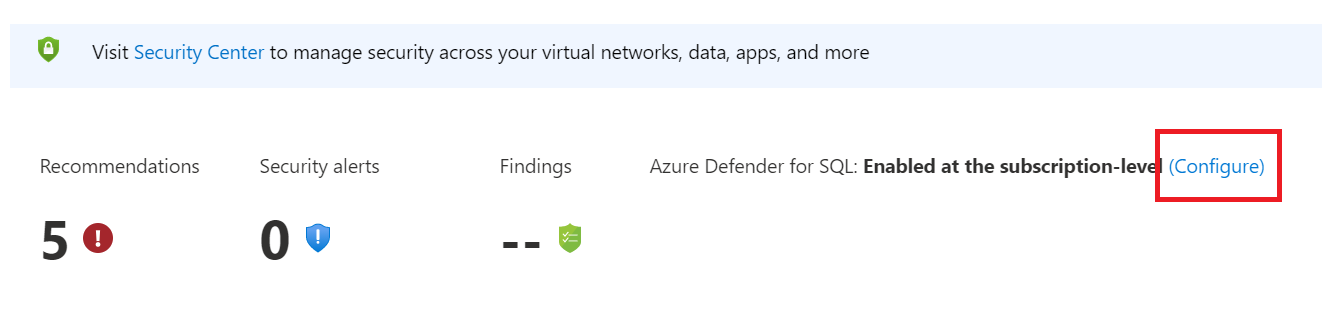 Visit Security Center to manage security across your virtual networks, data, apps, and more
Recommendations Security alerts Findings Azure Defender for SQL: Enabled at the subscription-level (Configure)
5 0 --